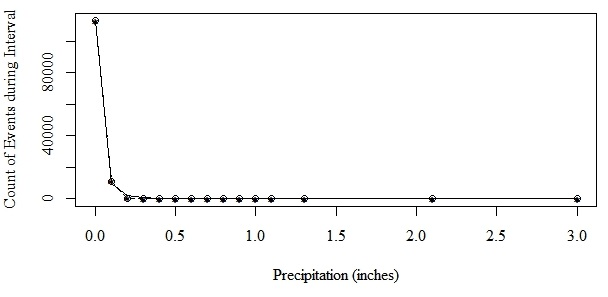 Count of Events during Interval
80000
40000
0
0.0 0.5 1.0 1.5 2.0 2.5 3.0
Precipitation (inches)